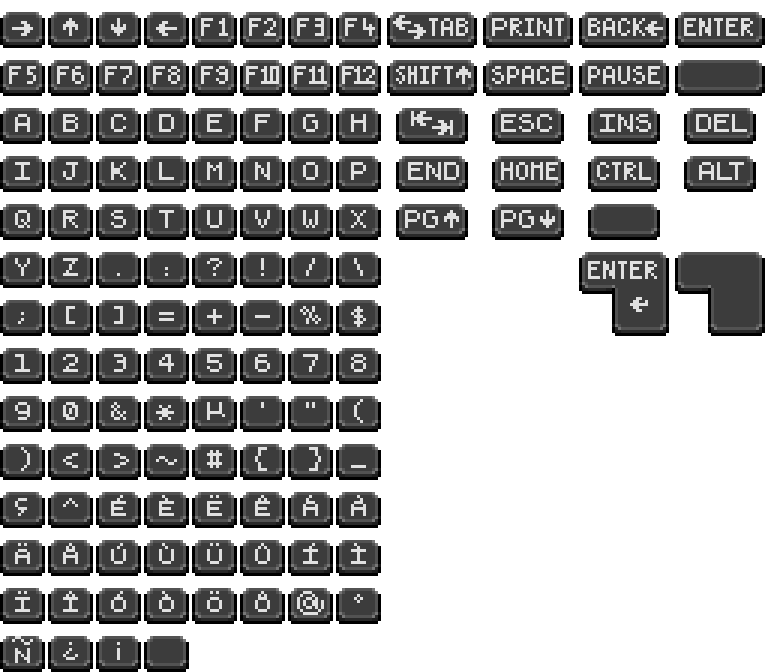 → ↑ ↓ ← F1 F2 F3 F4 ←→TAB PRINT BACK← ENTER
F5 F6 F7 F8 F9 F10 F11 F12 SHIFT↑ SPACE PAUSE
A B C D E F G H |←→| ESC INS DEL
I J K L M N O P END HOME CTRL ALT
Q R S T U V W X PG↑ PG↓
Y Z . : ? ! / \ ENTER ←
; [ ] = + - % $
1 2 3 4 5 6 7 8
9 0 & * µ ' " (
) < > ~ # { } _
ç ^ É È Ë Ê Á À
Ä Â Ú Ù Ü Û Í Ì
Ï Î Ó Ò Ö Ô @ °
Ñ ¿ ¡